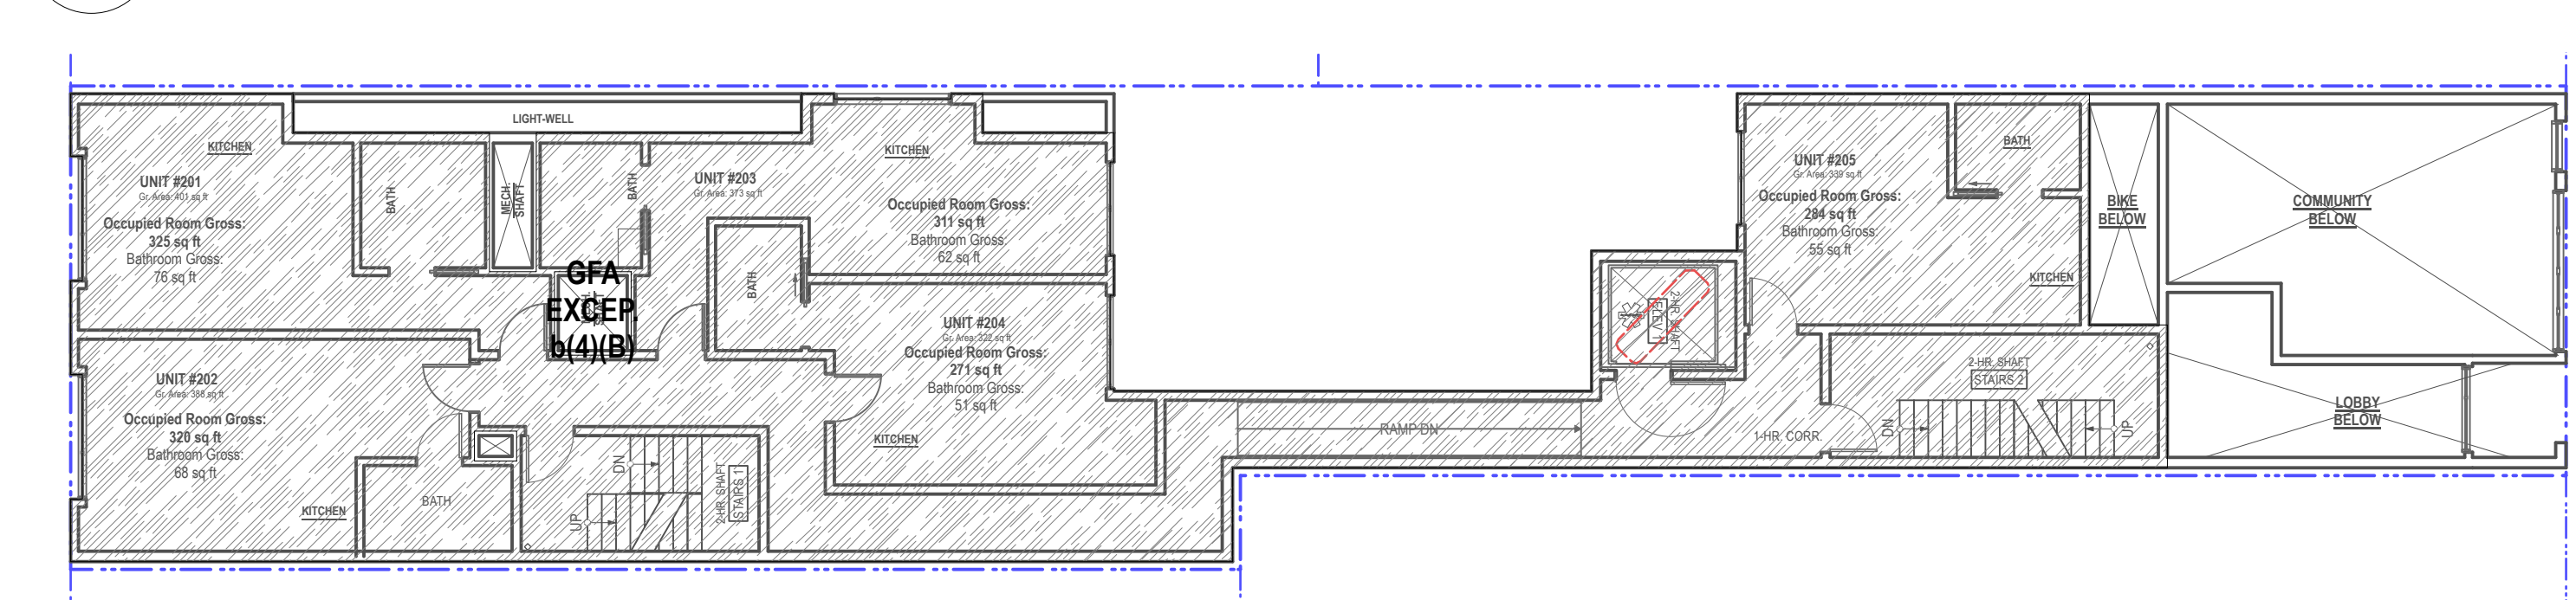 LIGHT-WELL
KITCHEN
UNIT #201
Gr. Area: 401 sq ft
Occupied Room Gross:
325 sq ft
Bathroom Gross:
76 sq ft
BATH
MECH
SHAFT
BATH
UNIT #203
Gr. Area: 373 sq ft
KITCHEN
Occupied Room Gross:
311 sq ft
Bathroom Gross:
62 sq ft
BATH
GFA
EXCEP.
b(4)(B)
UNIT #204
Gr. Area: 322 sq ft
Occupied Room Gross:
271 sq ft
Bathroom Gross:
51 sq ft
KITCHEN
UNIT #202
Gr. Area: 388 sq ft
Occupied Room Gross:
320 sq ft
Bathroom Gross:
68 sq ft
KITCHEN
BATH
DN
UP
2-HR. SHAFT
STAIRS 1
RAMP DN
2-HR. SHAFT
ELEV 1
UNIT #205
Gr. Area: 339 sq ft
Occupied Room Gross:
284 sq ft
Bathroom Gross:
55 sq ft
BATH
KITCHEN
1-HR. CORR.
2-HR. SHAFT
STAIRS 2
DN
UP
BIKE
BELOW
COMMUNITY
BELOW
LOBBY
BELOW